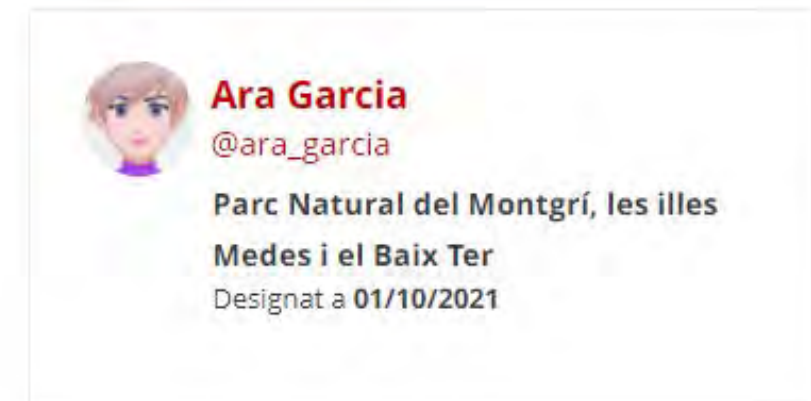 Ara Garcia
@ara_garcia
Parc Natural del Montgrí, les illes
Medes i el Baix Ter
Designat a 01/10/2021